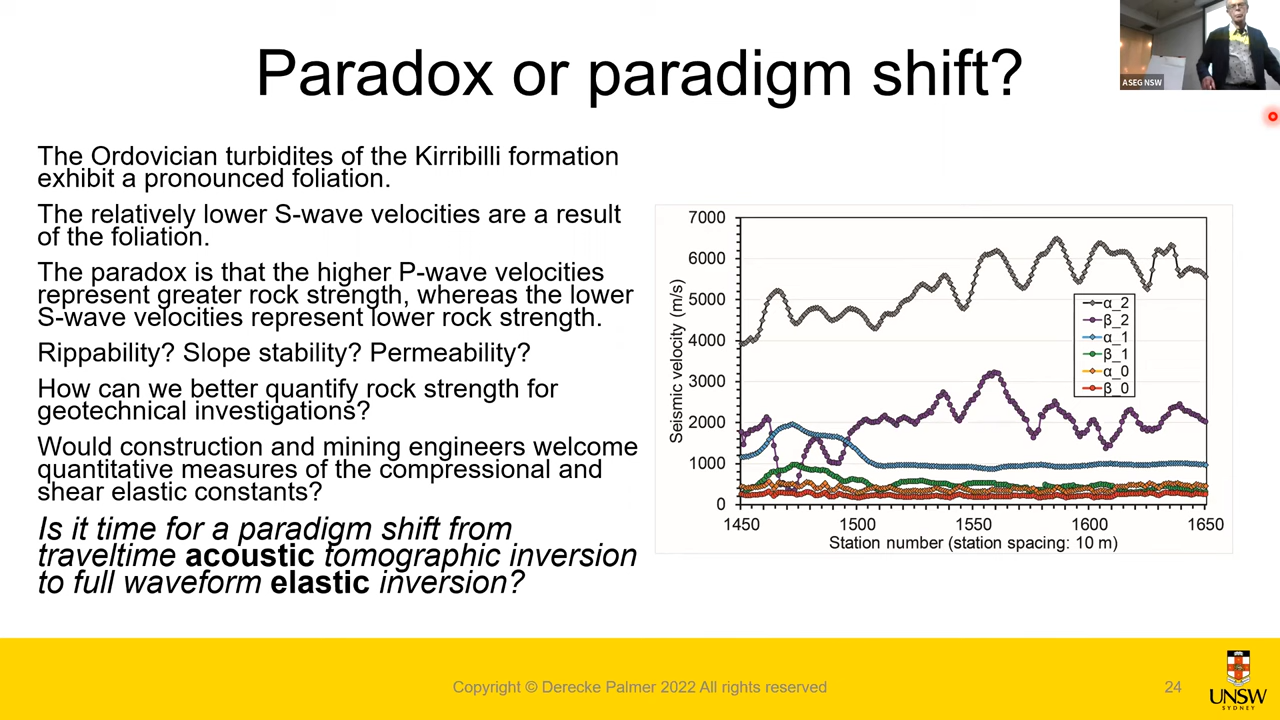 Paradox or paradigm shift?
ASEG NSW
The Ordovician turbidites of the Kirribilli formation
exhibit a pronounced foliation.
The relatively lower S-wave velocities are a result
of the foliation.
The paradox is that the higher P-wave velocities
represent greater rock strength, whereas the lower
S-wave velocities represent lower rock strength.
Rippability? Slope stability? Permeability?
How can we better quantify rock strength for
geotechnical investigations?
Would construction and mining engineers welcome
quantitative measures of the compressional and
shear elastic constants?
Is it time for a paradigm shift from
traveltime acoustic tomographic inversion
to full waveform elastic inversion?
Seismic velocity (m/s)
7000
6000
5000
4000
3000
2000
1000
0
α_2
β_2
α_1
β_1
α_0
β_0
1450 1500 1550 1600 1650
Station number (station spacing: 10 m)
Copyright © Derecke Palmer 2022 All rights reserved
24
UNSW
SYDNEY